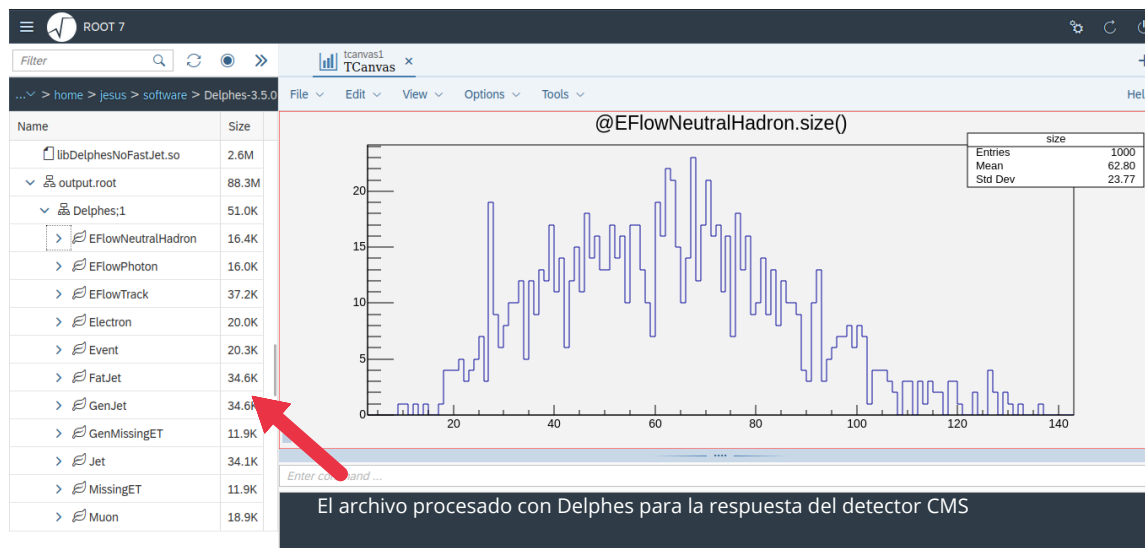 ROOT 7
Filter
tcanvas1
TCanvas
... > home > jesus > software > Delphes-3.5.0
File Edit View Options Tools Hel
Name Size
libDelphesNoFastJet.so 2.6M
output.root 88.3M
Delphes;1 51.0K
EFlowNeutralHadron 16.4K
EFlowPhoton 16.0K
EFlowTrack 37.2K
Electron 20.0K
Event 20.3K
FatJet 34.6K
GenJet 34.6K
GenMissingET 11.9K
Jet 34.1K
MissingET 11.9K
Muon 18.9K
@EFlowNeutralHadron.size()
size
Entries 1000
Mean 62.80
Std Dev 23.77
20
15
10
5
0
20 40 60 80 100 120 140
Enter command ...
El archivo procesado con Delphes para la respuesta del detector CMS